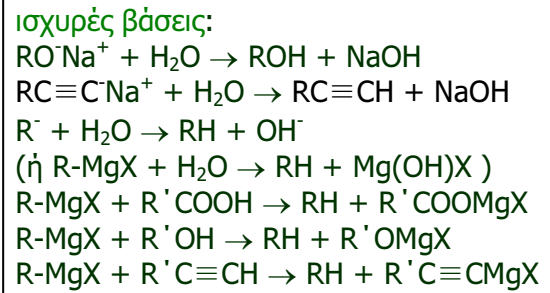 ισχυρές βάσεις:
RO⁻Na⁺ + H₂O → ROH + NaOH
RC≡C⁻Na⁺ + H₂O → RC≡CH + NaOH
R⁻ + H₂O → RH + OH⁻
(ή R-MgX + H₂O → RH + Mg(OH)X )
R-MgX + R΄COOH → RH + R΄COOMgX
R-MgX + R΄OH → RH + R΄OMgX
R-MgX + R΄C≡CH → RH + R΄C≡CMgX